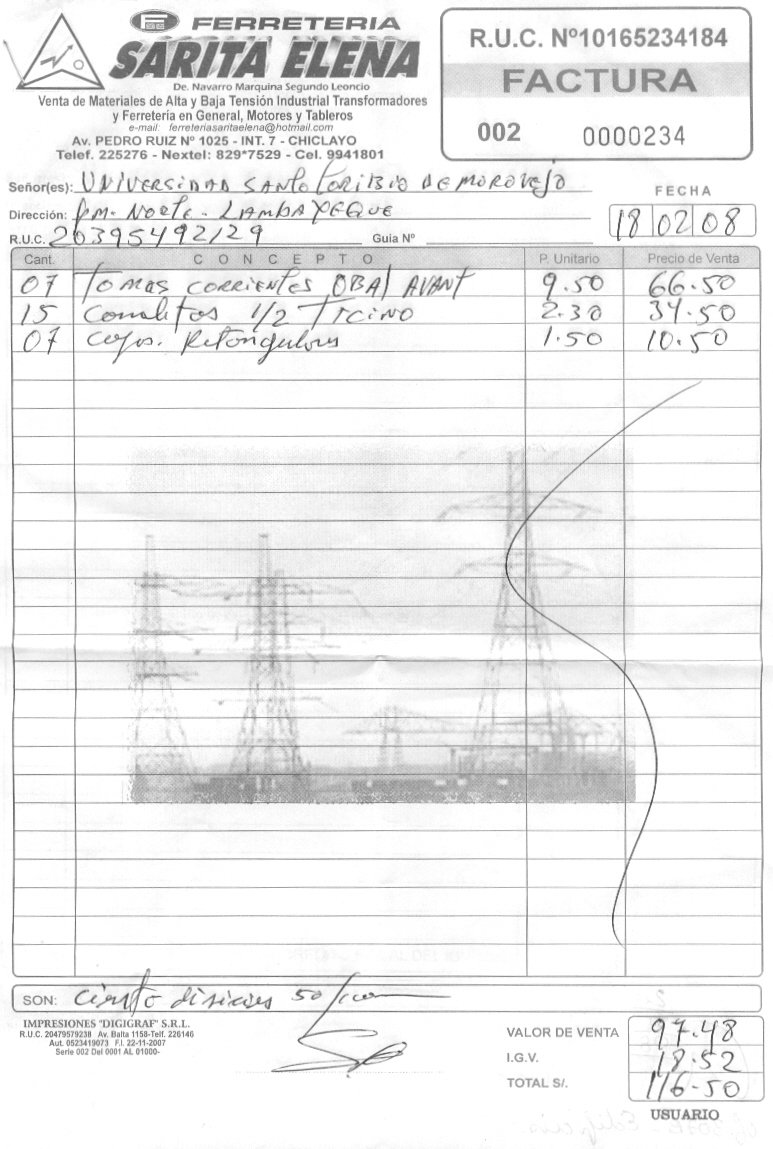 FERRETERIA
SARITA ELENA
De. Navarro Marquina Segundo Leoncio
Venta de Materiales de Alta y Baja Tensión Industrial Transformadores
y Ferretería en General, Motores y Tableros
e-mail: ferreteriasaritaelena@hotmail.com
Av. PEDRO RUIZ Nº 1025 - INT. 7 - CHICLAYO
Telef. 225276 - Nextel: 829*7529 - Cel. 9941801
R.U.C. Nº10165234184
FACTURA
002 0000234
Señor(es): UNIVERSIDAD SANTO TORIBIO DE MOROVEJO
Dirección: PM. NORTE - LAMBAYEQUE
R.U.C. 20395492129 Guia Nº
FECHA
18 02 08
Cant. CONCEPTO P. Unitario Precio de Venta
07 TOMAS CORRIENTES AVANT 9.50 66.50
15 1/2 TICINO 2.30 34.50
07 Cajas. Retongulares 1.50 10.50
SON: Ciento 50/100
IMPRESIONES "DIGIGRAF" S.R.L.
R.U.C. 20479579238 Av. Balta 1158-Telf. 226146
Aut. 0523419073 F.I. 22-11-2007
Serie 002 Del 0001 AL 01000-
VALOR DE VENTA 97.48
I.G.V. 18.52
TOTAL S/. 116.50
USUARIO